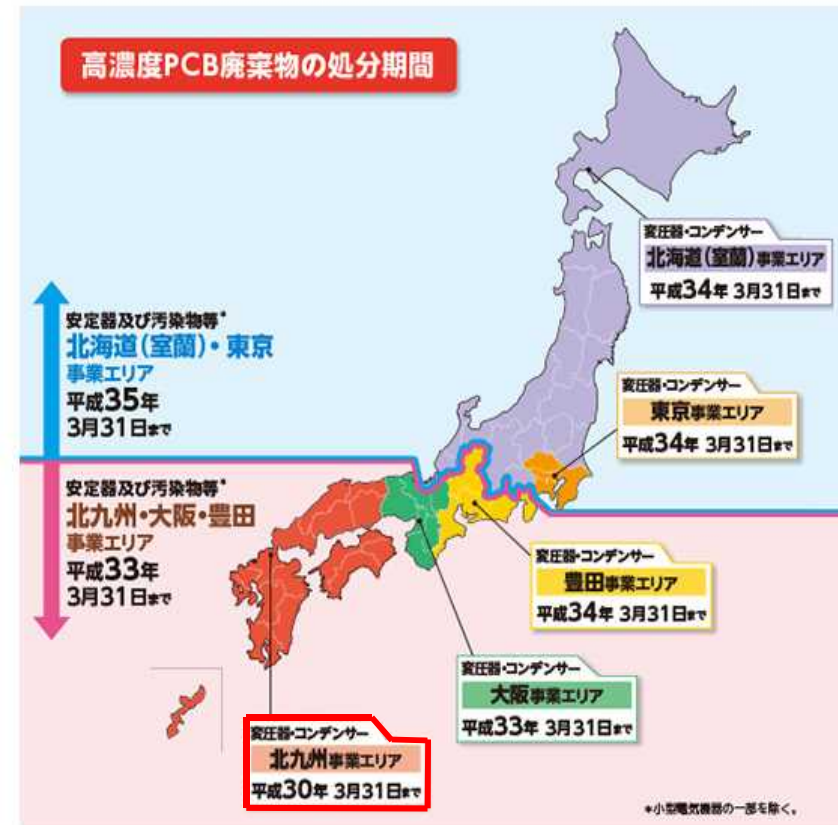 高濃度PCB廃棄物の処分期間
変圧器・コンデンサー
北海道(室蘭)事業エリア
平成34年 3月31日まで
安定器及び汚染物等*
北海道(室蘭)・東京
事業エリア
平成35年
3月31日まで
変圧器・コンデンサー
東京事業エリア
平成34年 3月31日まで
安定器及び汚染物等*
北九州・大阪・豊田
事業エリア
平成33年
3月31日まで
変圧器・コンデンサー
豊田事業エリア
平成34年 3月31日まで
変圧器・コンデンサー
大阪事業エリア
平成33年 3月31日まで
変圧器・コンデンサー
北九州事業エリア
平成30年 3月31日まで
*小型電気機器の一部を除く。